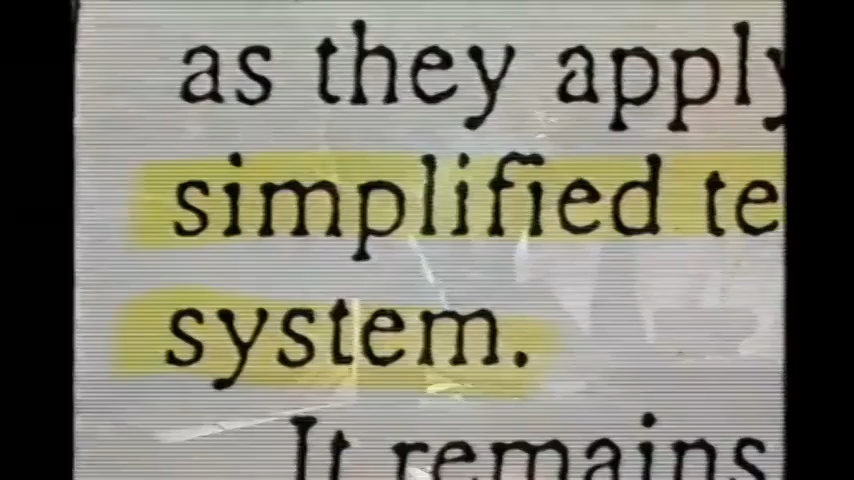 as they apply
simplified te
system.
It remains